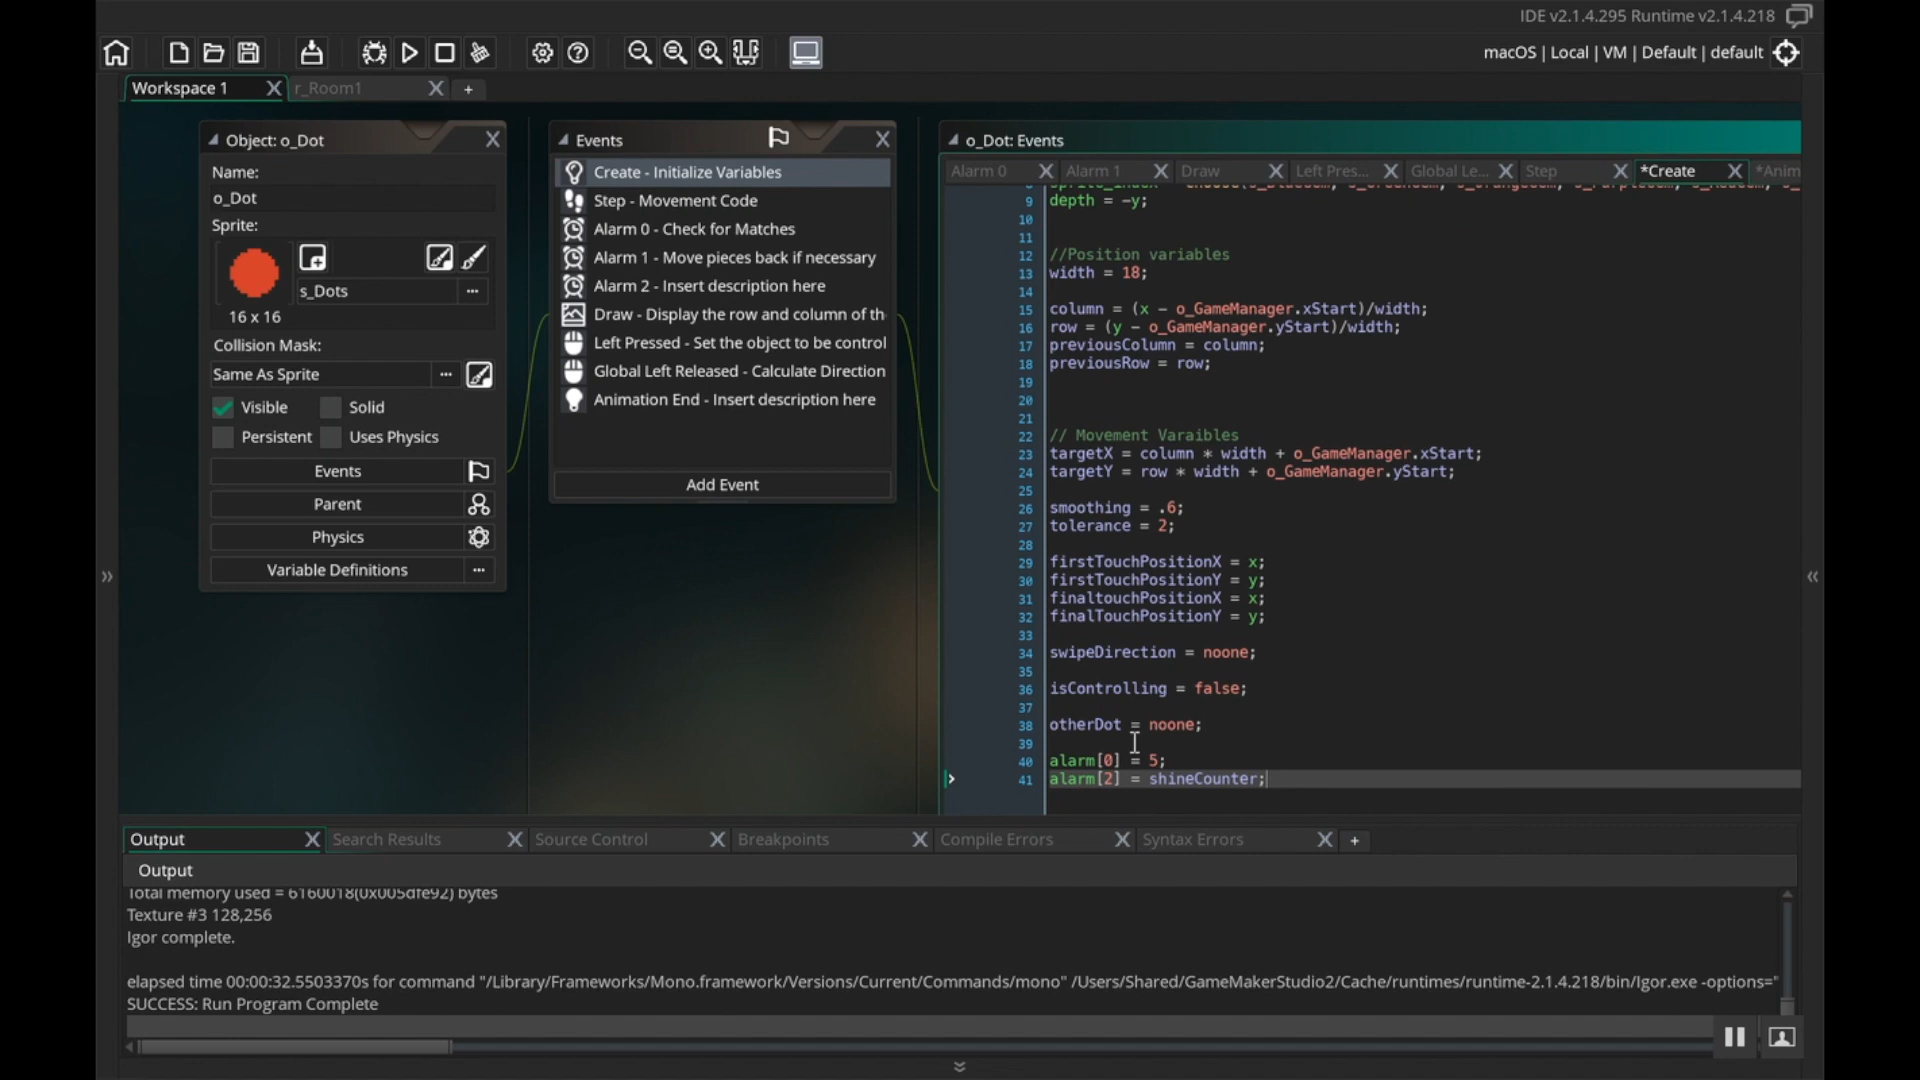 IDE v2.1.4.295 Runtime v2.1.4.218
macOS | Local | VM | Default | default
Workspace 1
r_Room1
Object: o_Dot
Name:
o_Dot
Sprite:
s_Dots
16 x 16
Collision Mask:
Same As Sprite
Visible
Solid
Persistent
Uses Physics
Events
Parent
Physics
Variable Definitions
Events
Create - Initialize Variables
Step - Movement Code
Alarm 0 - Check for Matches
Alarm 1 - Move pieces back if necessary
Alarm 2 - Insert description here
Draw - Display the row and column of th
Left Pressed - Set the object to be control
Global Left Released - Calculate Direction
Animation End - Insert description here
Add Event
o_Dot: Events
Alarm 0
Alarm 1
Draw
Left Pres...
Global Le...
Step
*Create
*Anim
9 depth = -y;
10
11
12 //Position variables
13 width = 18;
14
15 column = (x - o_GameManager.xStart)/width;
16 row = (y - o_GameManager.yStart)/width;
17 previousColumn = column;
18 previousRow = row;
19
20
21
22 // Movement Varaibles
23 targetX = column * width + o_GameManager.xStart;
24 targetY = row * width + o_GameManager.yStart;
25
26 smoothing = .6;
27 tolerance = 2;
28
29 firstTouchPositionX = x;
30 firstTouchPositionY = y;
31 finaltouchPositionX = x;
32 finalTouchPositionY = y;
33
34 swipeDirection = noone;
35
36 isControlling = false;
37
38 otherDot = noone;
39
40 alarm[0] = 5;
41 alarm[2] = shineCounter;
Output
Search Results
Source Control
Breakpoints
Compile Errors
Syntax Errors
Output
Total memory used = 6160018(0x005dfe92) bytes
Texture #3 128,256
Igor complete.
elapsed time 00:00:32.5503370s for command "/Library/Frameworks/Mono.framework/Versions/Current/Commands/mono" /Users/Shared/GameMakerStudio2/Cache/runtimes/runtime-2.1.4.218/bin/Igor.exe -options="
SUCCESS: Run Program Complete